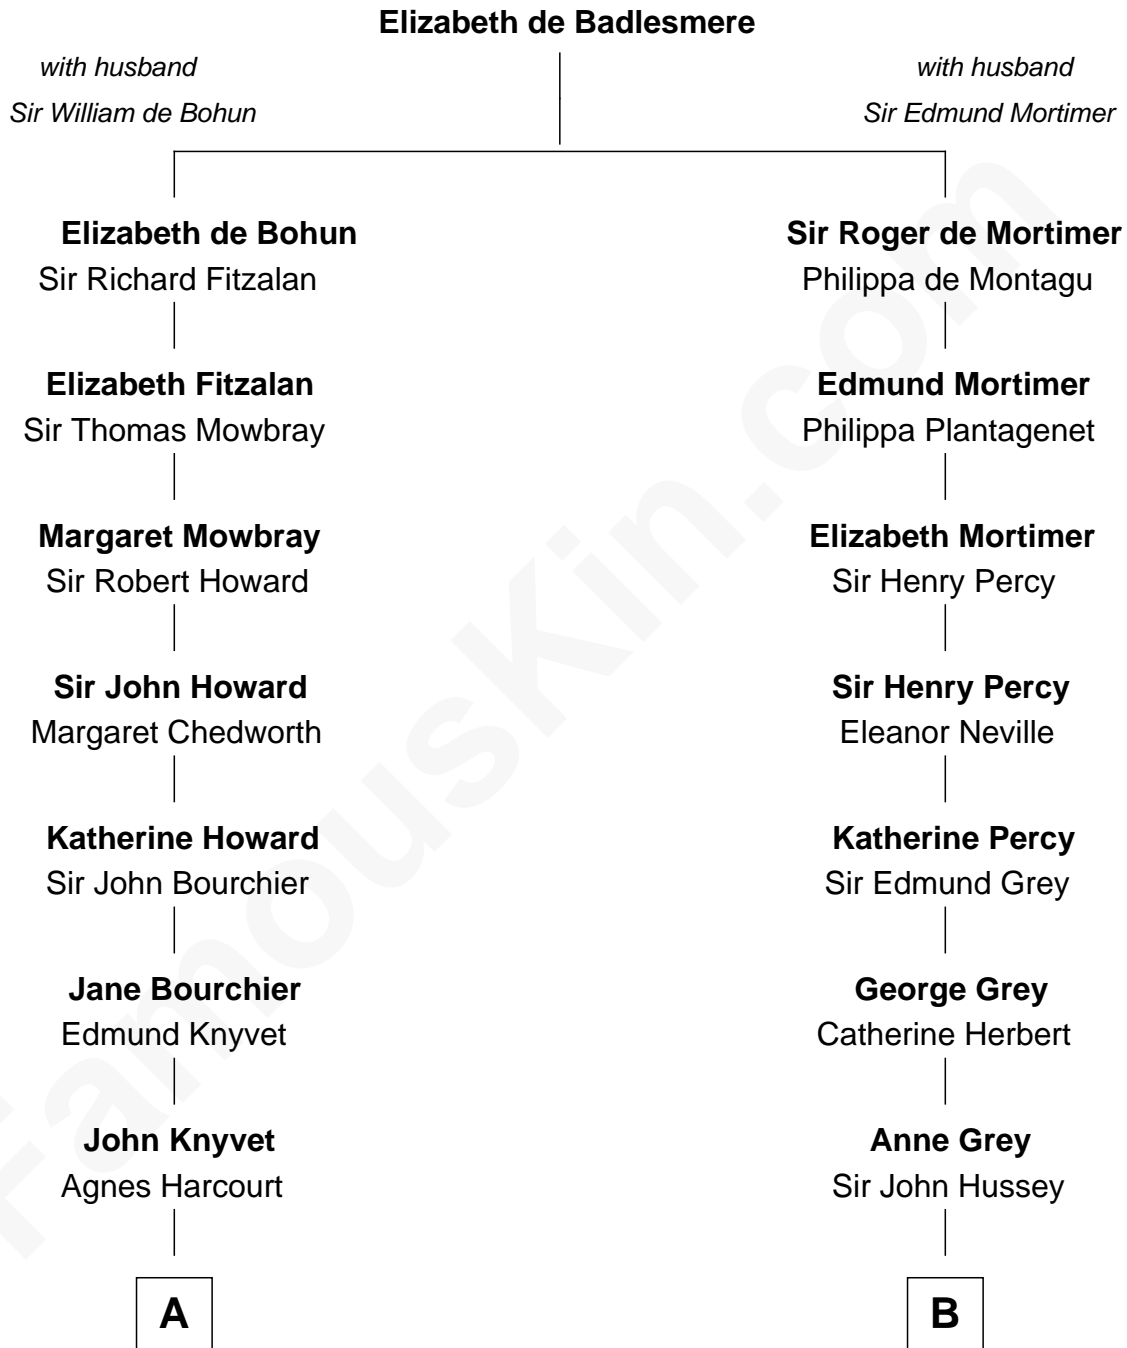 Elizabeth de Badlesmere
with husband
Sir William de Bohun
with husband
Sir Edmund Mortimer
Elizabeth de Bohun
Sir Richard Fitzalan
Sir Roger de Mortimer
Philippa de Montagu
Elizabeth Fitzalan
Sir Thomas Mowbray
Edmund Mortimer
Philippa Plantagenet
Margaret Mowbray
Sir Robert Howard
Elizabeth Mortimer
Sir Henry Percy
Sir John Howard
Margaret Chedworth
Sir Henry Percy
Eleanor Neville
Katherine Howard
Sir John Bourchier
Katherine Percy
Sir Edmund Grey
Jane Bourchier
Edmund Knyvet
George Grey
Catherine Herbert
John Knyvet
Agnes Harcourt
Anne Grey
Sir John Hussey
A
B
FamousKin.com